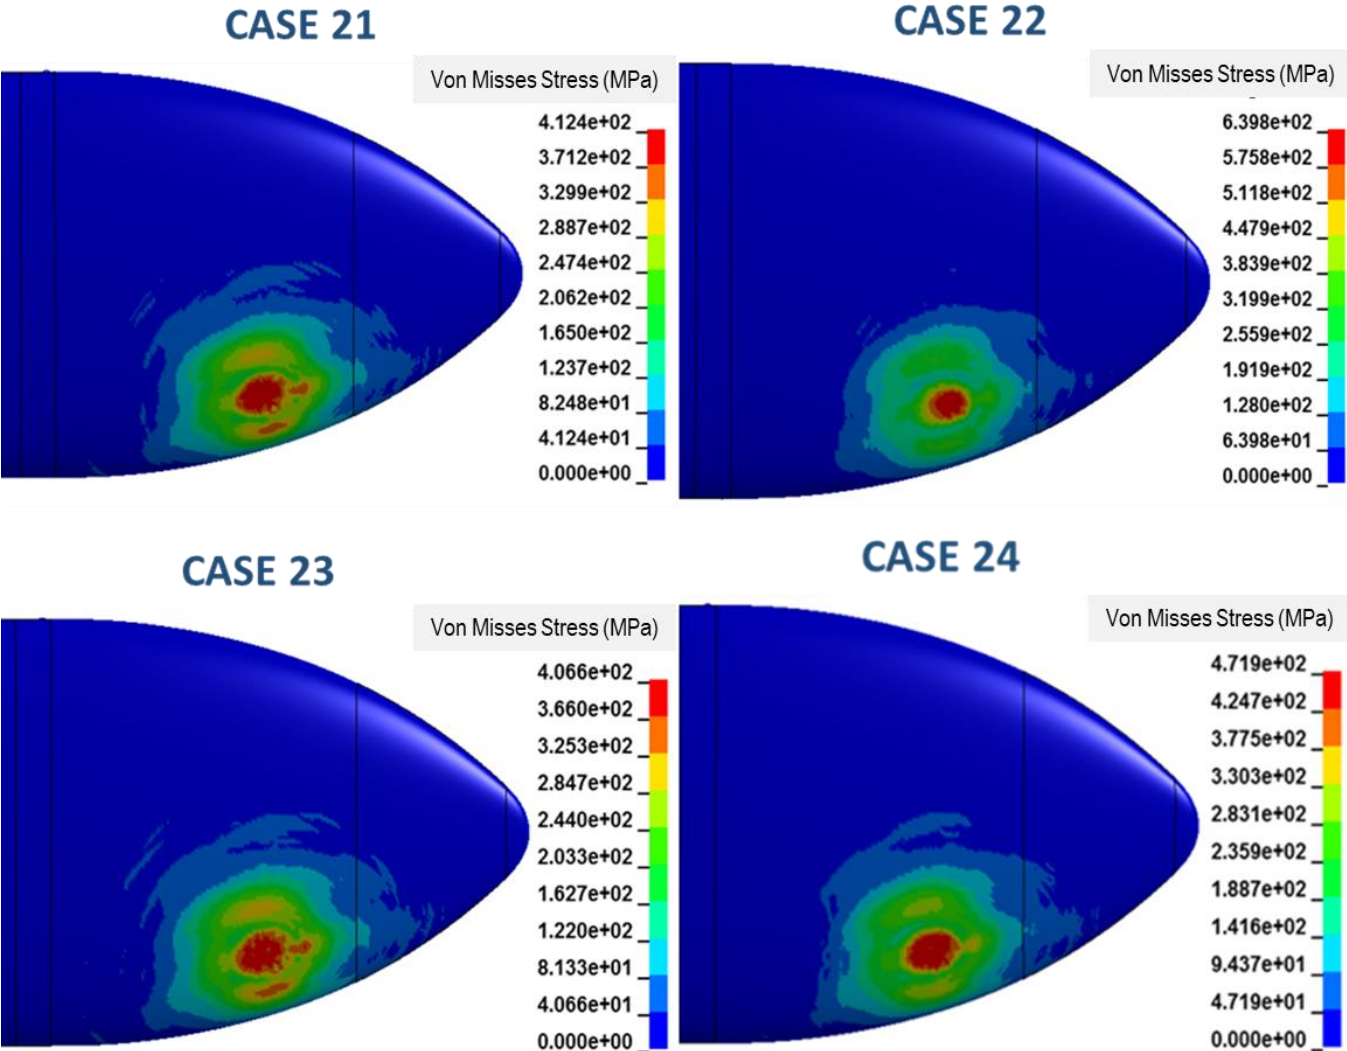 CASE 21
Von Misses Stress (MPa)
4.124e+02
3.712e+02
3.299e+02
2.887e+02
2.474e+02
2.062e+02
1.650e+02
1.237e+02
8.248e+01
4.124e+01
0.000e+00
CASE 22
Von Misses Stress (MPa)
6.398e+02
5.758e+02
5.118e+02
4.479e+02
3.839e+02
3.199e+02
2.559e+02
1.919e+02
1.280e+02
6.398e+01
0.000e+00
CASE 23
Von Misses Stress (MPa)
4.066e+02
3.660e+02
3.253e+02
2.847e+02
2.440e+02
2.033e+02
1.627e+02
1.220e+02
8.133e+01
4.066e+01
0.000e+00
CASE 24
Von Misses Stress (MPa)
4.719e+02
4.247e+02
3.775e+02
3.303e+02
2.831e+02
2.359e+02
1.887e+02
1.416e+02
9.437e+01
4.719e+01
0.000e+00